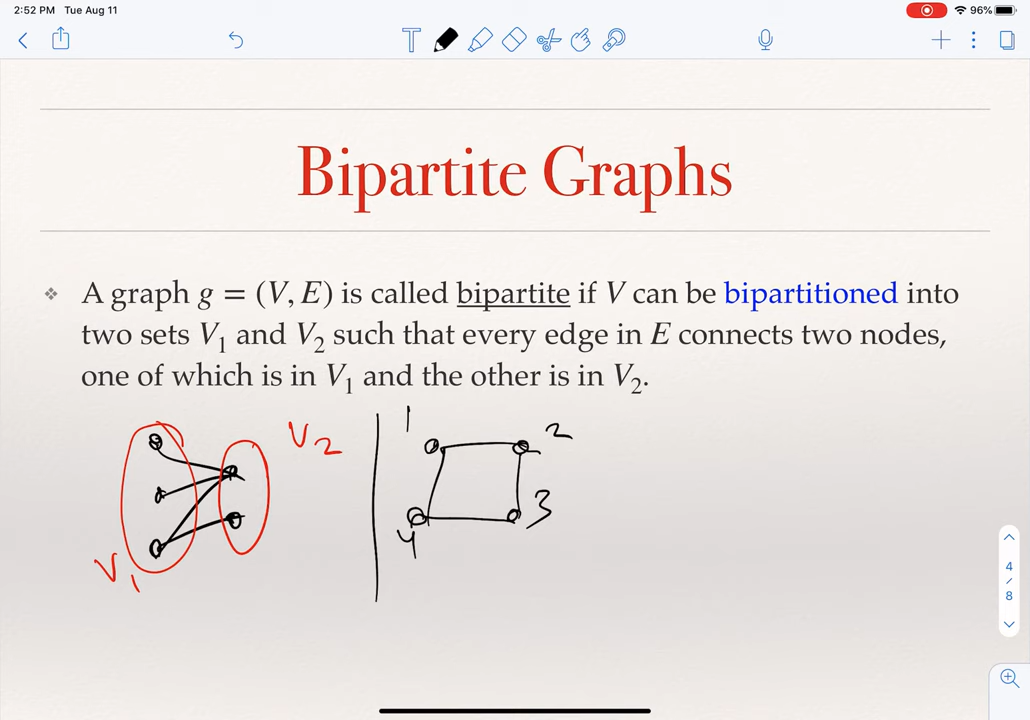 2:52 PM Tue Aug 11
96%
Bipartite Graphs
❖ A graph g = (V, E) is called bipartite if V can be bipartitioned into
two sets V₁ and V₂ such that every edge in E connects two nodes,
one of which is in V₁ and the other is in V₂.
V₁
V₂
1
2
3
4
4
/
8